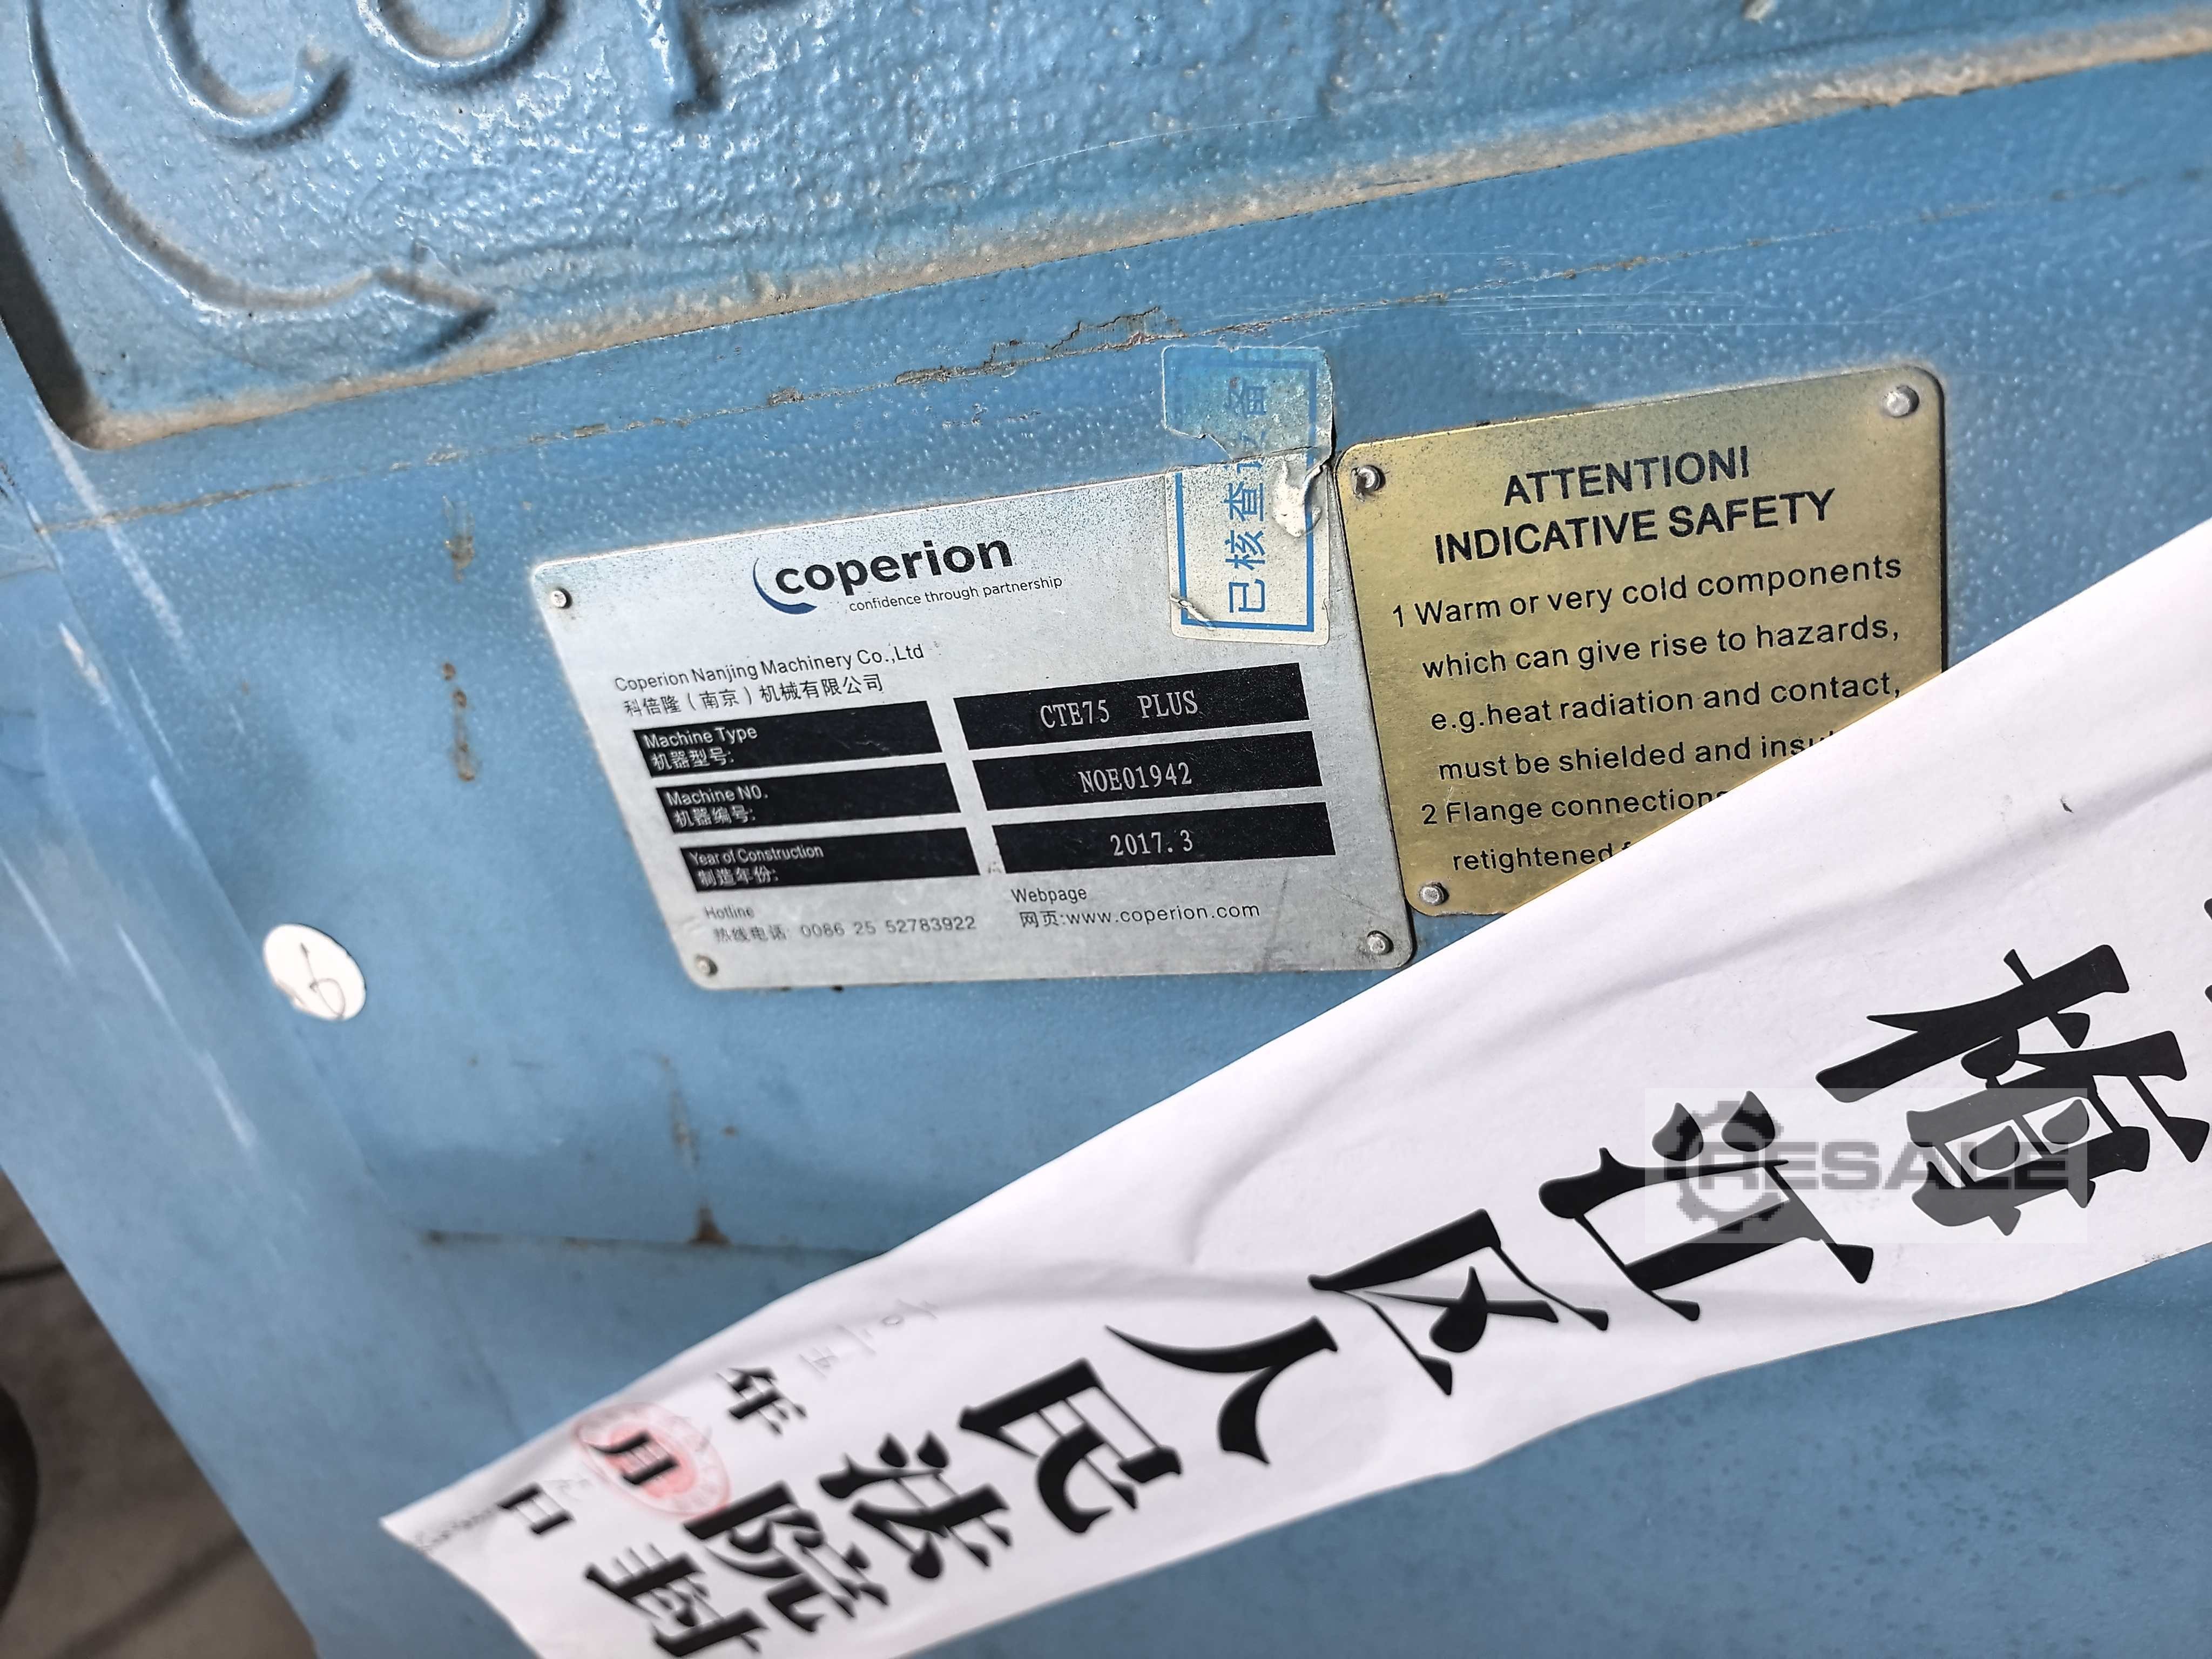 cop
coperion
confidence through partnership
已核查设备
Coperion Nanjing Machinery Co.,Ltd
科倍隆（南京）机械有限公司
Machine Type
机器型号:
CTE75 PLUS
Machine NO.
机器编号:
NOE01942
Year of Construction
制造年份:
2017.3
Hotline
热线电话: 0086 25 52783922
Webpage
网页:www.coperion.com
ATTENTION!
INDICATIVE SAFETY
1 Warm or very cold components
which can give rise to hazards,
e.g.heat radiation and contact,
must be shielded and insu
2 Flange connections
retightened
江区人民法院封
年月日
RESALE